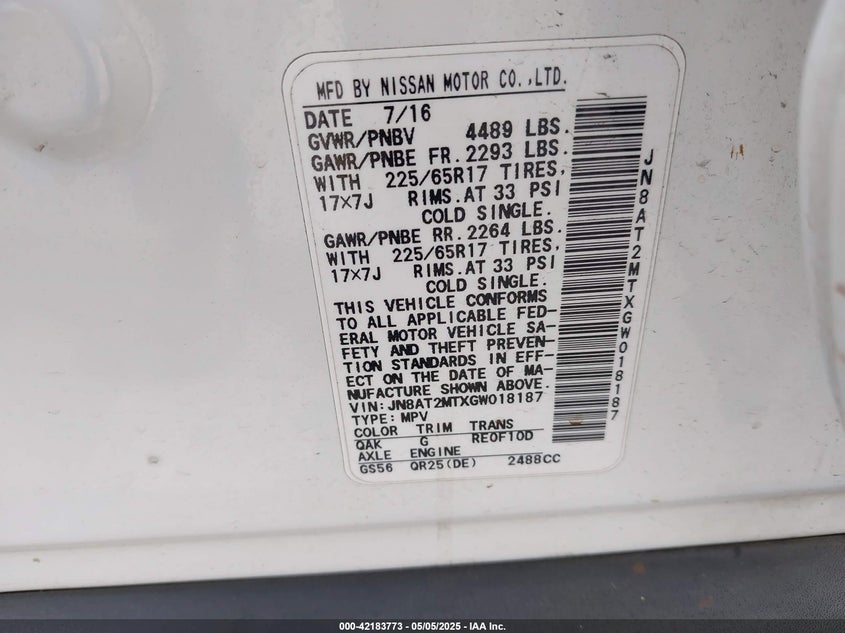 MFD BY NISSAN MOTOR CO.,LTD.
DATE 7/16
GVWR/PNBV 4489 LBS.
GAWR/PNBE FR. 2293 LBS.
WITH 225/65R17 TIRES,
17×7J RIMS.AT 33 PSI
COLD SINGLE.
GAWR/PNBE RR. 2264 LBS.
WITH 225/65R17 TIRES,
17×7J RIMS.AT 33 PSI
COLD SINGLE.
THIS VEHICLE CONFORMS
TO ALL APPLICABLE FED-
ERAL MOTOR VEHICLE SA-
FETY AND THEFT PREVEN-
TION STANDARDS IN EFF-
ECT ON THE DATE OF MA-
NUFACTURE SHOWN ABOVE.
VIN: JN8AT2MTXGW018187
TYPE: MPV
COLOR TRIM TRANS
QAK G RE0F10D
AXLE ENGINE
GS56 QR25(DE) 2488CC
JN8AT2MTXGW018187
000-42183773 - 05/05/2025 - IAA Inc.